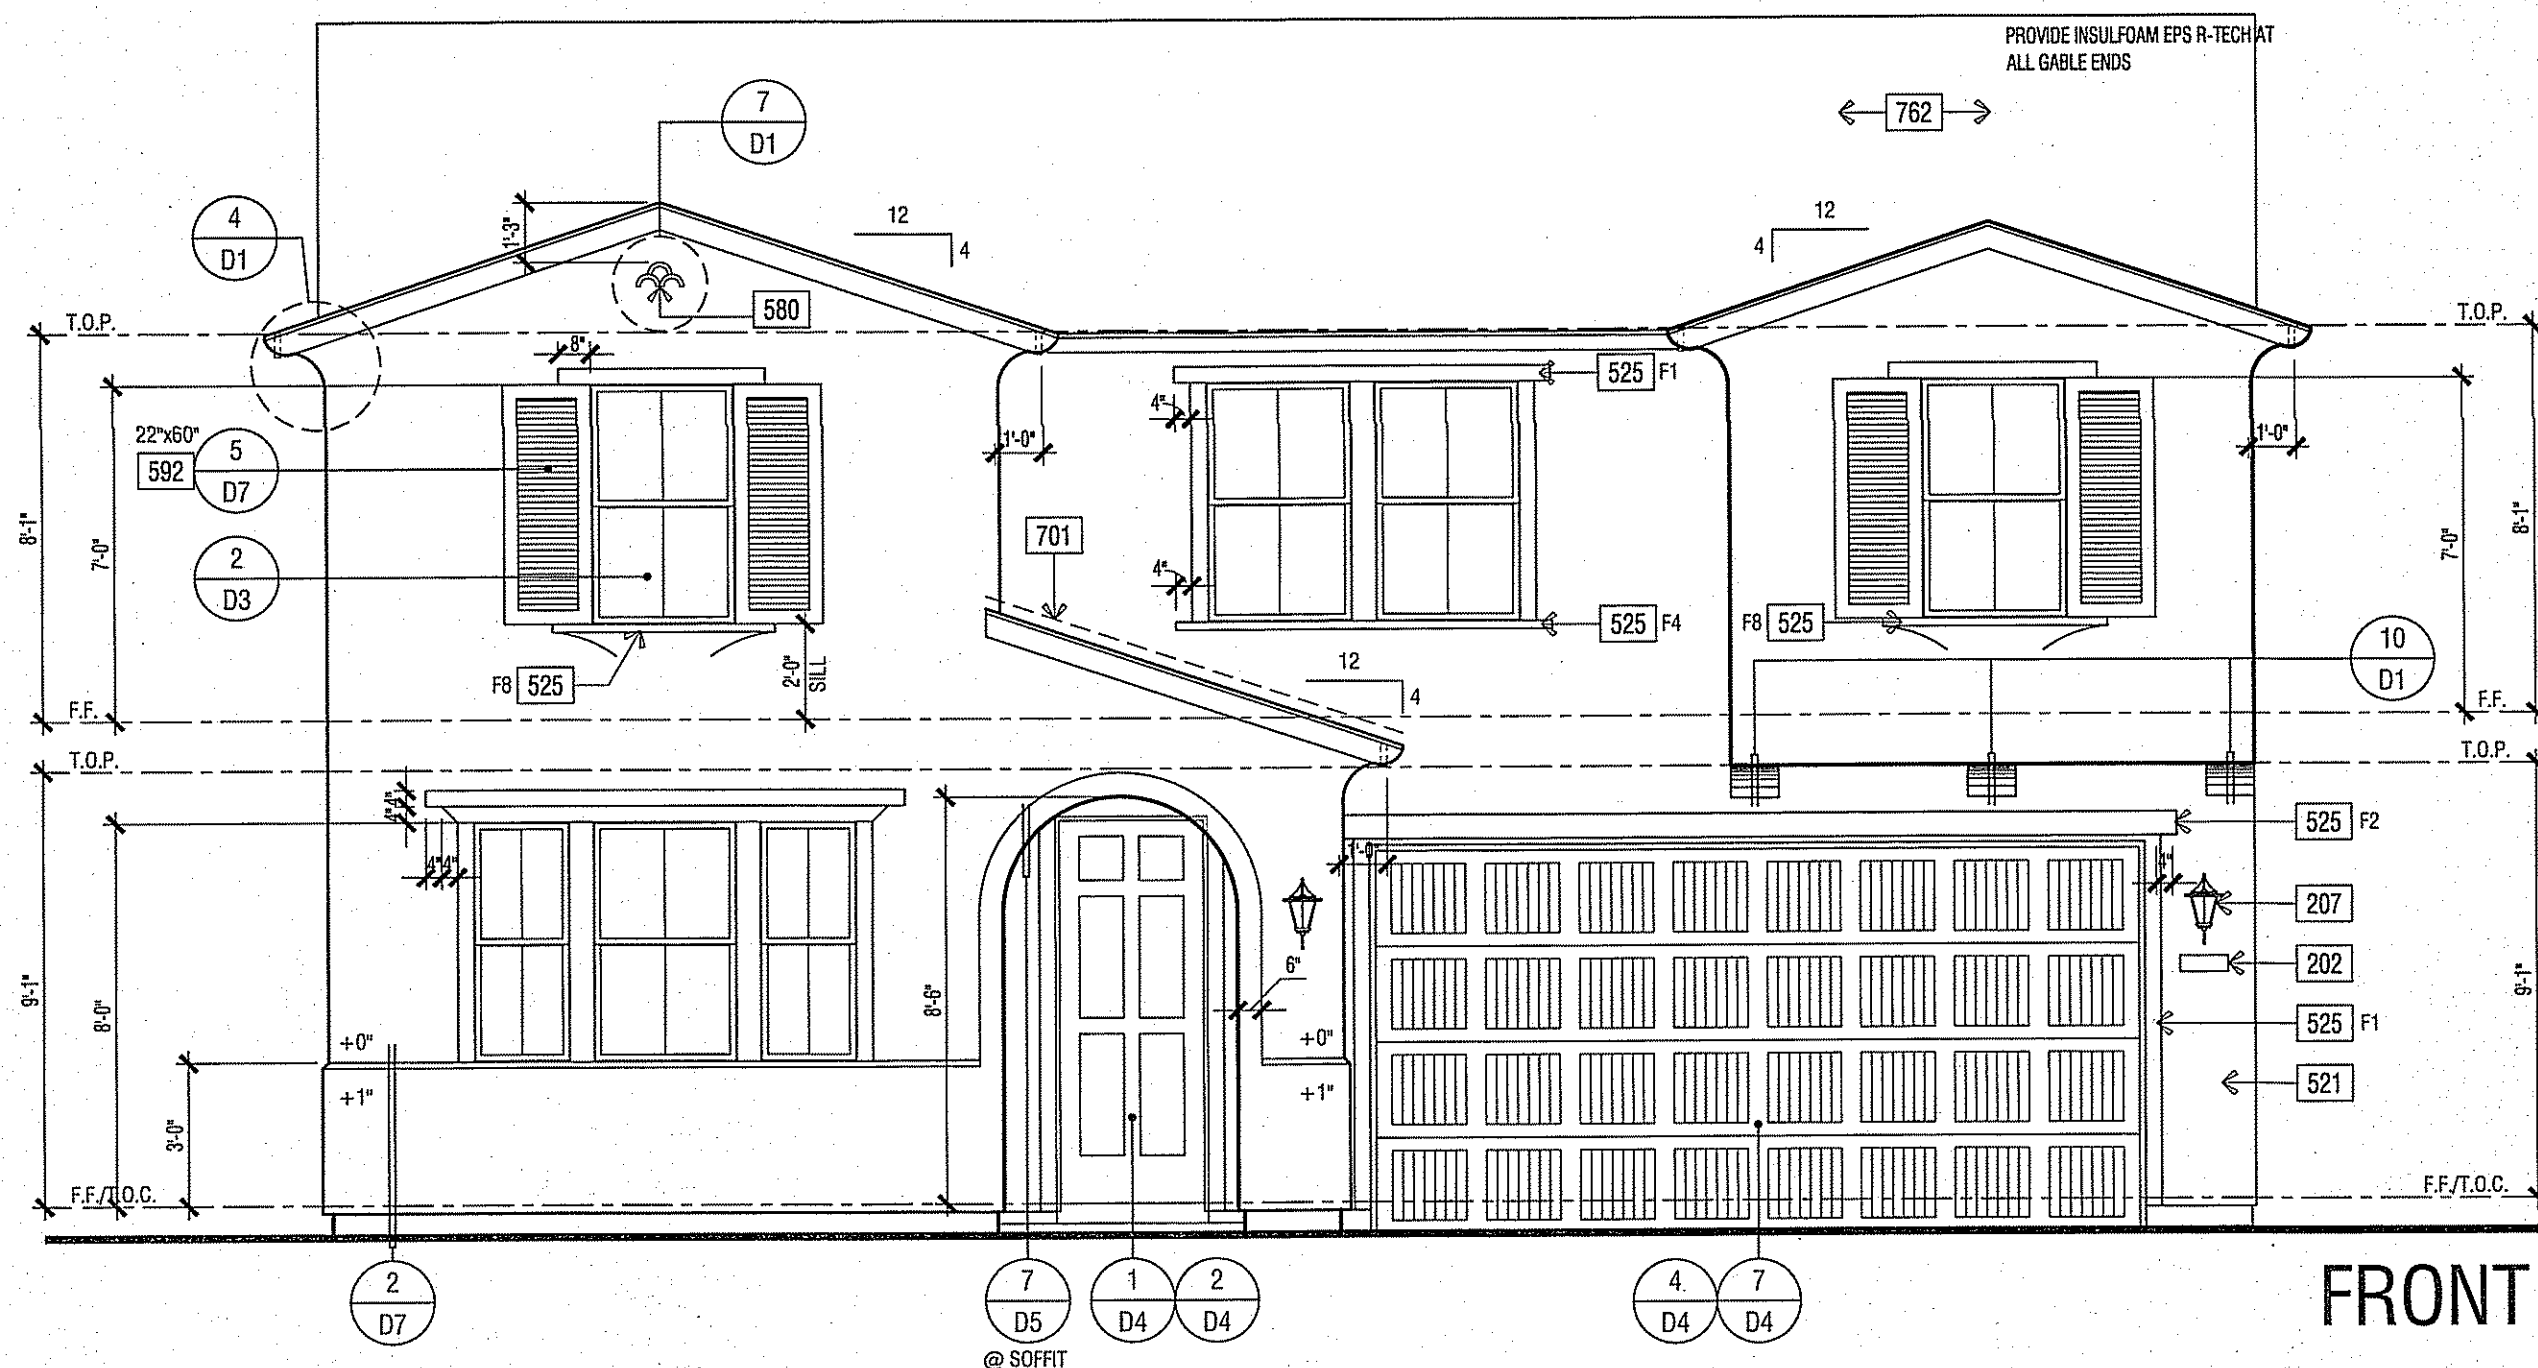 PROVIDE INSULFOAM EPS R-TECH AT
ALL GABLE ENDS
762
7
D1
4
D1
1'-3"
12
4
12
4
580
T.O.P.
T.O.P.
8"
525 F1
4"
1'-0"
1'-0"
22"x60"
592
5
D7
8'-1"
7'-0"
7'-0"
8'-1"
701
2
D3
4"
F8 525
2'-0"
SILL
525 F4
F8 525
10
D1
12
4
F.F.
F.F.
T.O.P.
T.O.P.
4"
4"
525 F2
4"
4"
1'-0"
4"
207
6"
202
9'-1"
8'-0"
8'-6"
9'-1"
+0"
+0"
525 F1
+1"
+1"
521
3'-0"
F.F./T.O.C.
F.F./T.O.C.
2
D7
7
D5
@ SOFFIT
1
D4
2
D4
4
D4
7
D4
FRONT